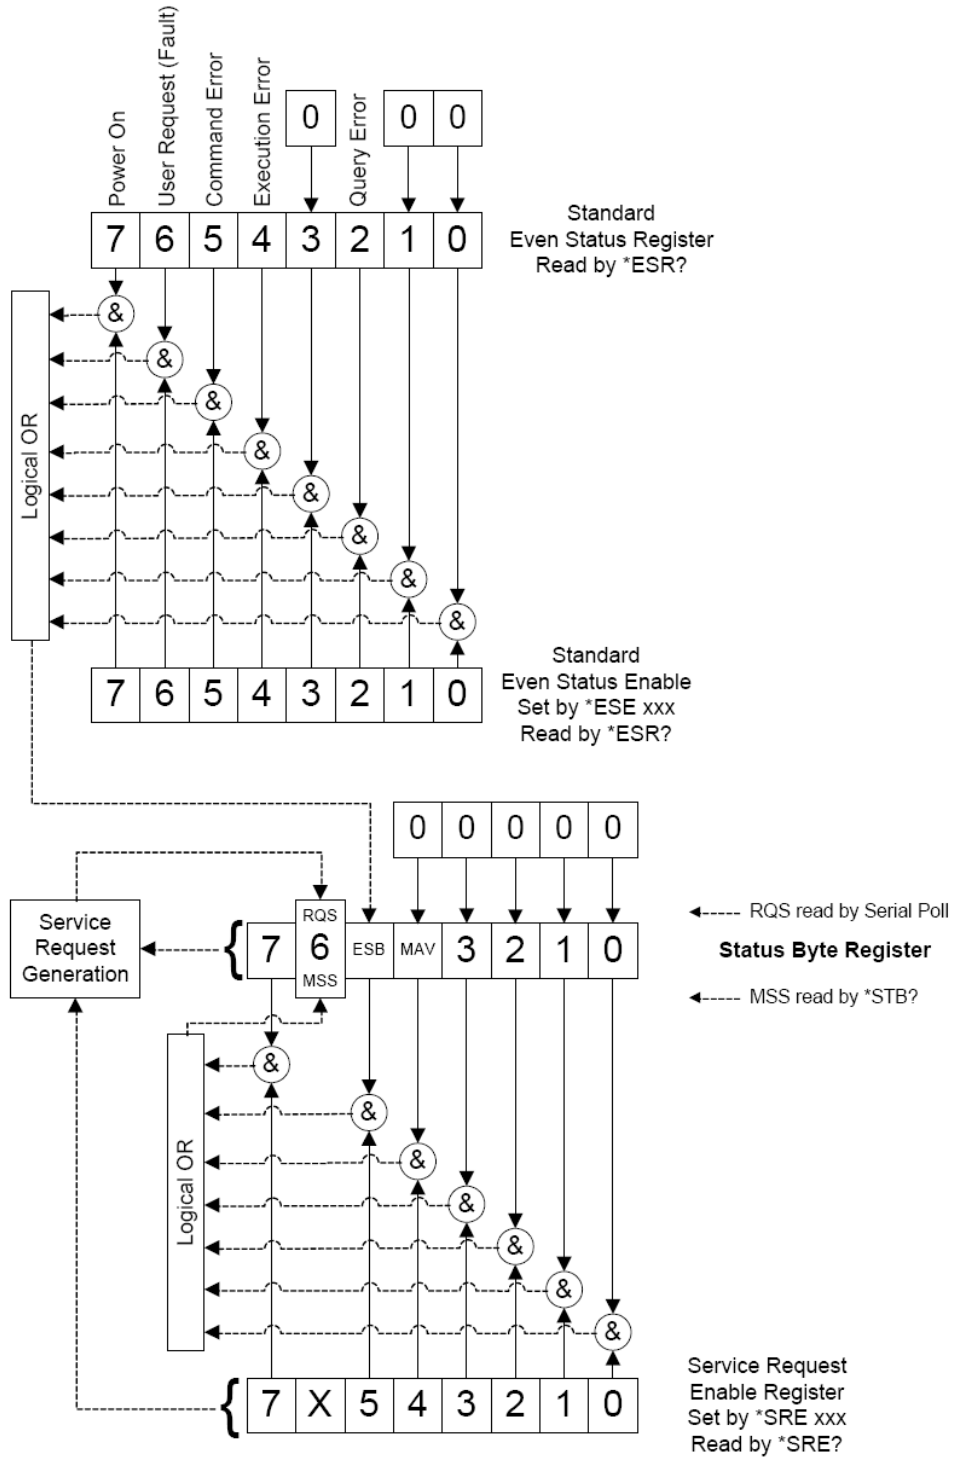 Power On
User Request (Fault)
Command Error
Execution Error
0
Query Error
0 0
7 6 5 4 3 2 1 0
Standard
Even Status Register
Read by *ESR?
&
&
&
&
&
&
&
&
Logical OR
7 6 5 4 3 2 1 0
Standard
Even Status Enable
Set by *ESE xxx
Read by *ESR?
0 0 0 0 0
Service
Request
Generation
{
7
RQS
6
MSS
ESB MAV 3 2 1 0
RQS read by Serial Poll
Status Byte Register
MSS read by *STB?
&
&
&
&
&
&
&
Logical OR
{
7 X 5 4 3 2 1 0
Service Request
Enable Register
Set by *SRE xxx
Read by *SRE?